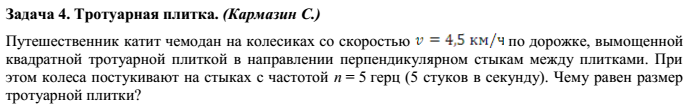 Задача 4. Тротуарная плитка. (Кармазин С.)
Путешественник катит чемодан на колесиках со скоростью v = 4,5 км/ч по дорожке, вымощенной
квадратной тротуарной плиткой в направлении перпендикулярном стыкам между плитками. При
этом колеса постукивают на стыках с частотой n = 5 герц (5 стуков в секунду). Чему равен размер
тротуарной плитки?